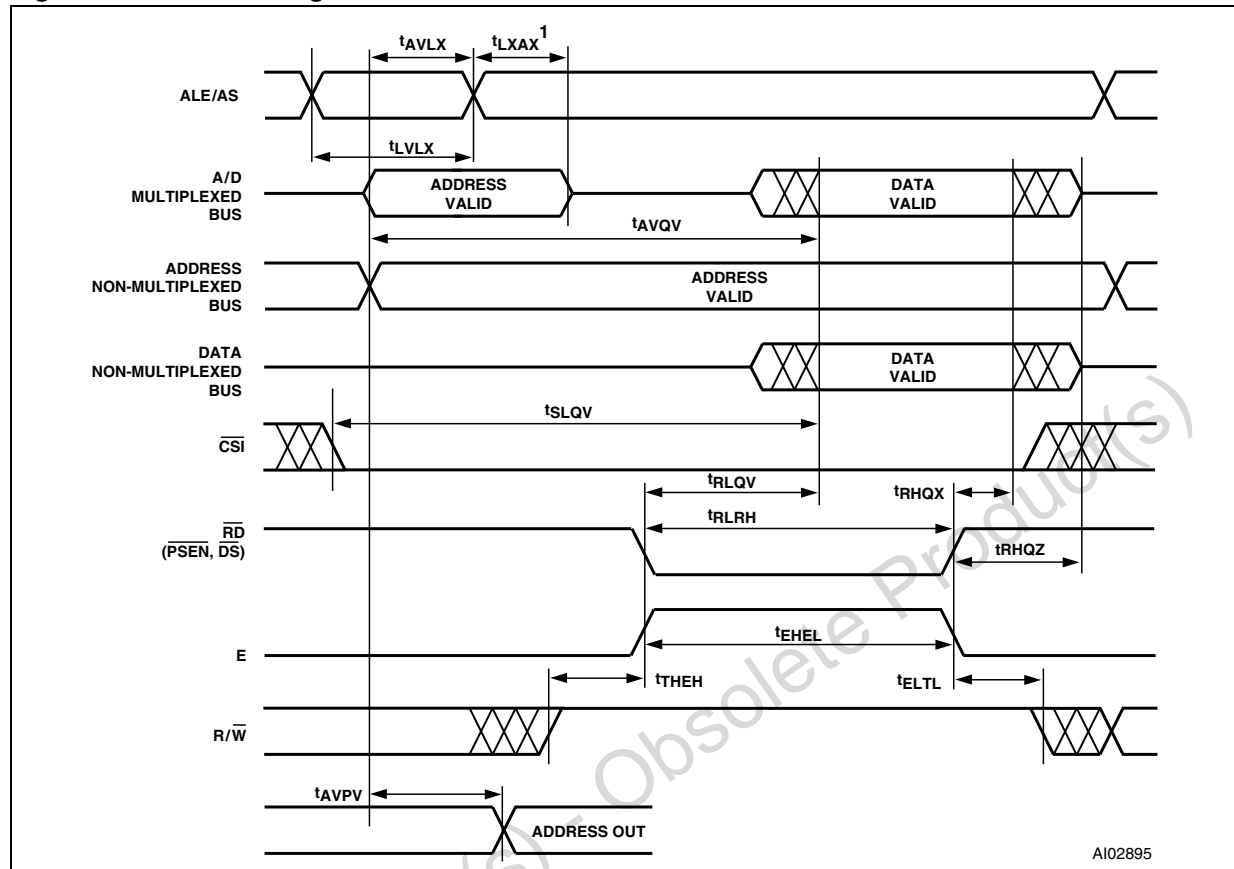 tAVLX
tLXAX 1
ALE/AS
tLVLX
A/D
MULTIPLEXED
BUS
ADDRESS
VALID
DATA
VALID
tAVQV
ADDRESS
NON-MULTIPLEXED
BUS
ADDRESS
VALID
DATA
NON-MULTIPLEXED
BUS
DATA
VALID
tSLQV
CSI
tRLQV
tRHQX
tRLRH
RD
(PSEN, DS)
tRHQZ
tEHEL
E
tTHEH
tELTL
R/W
tAVPV
ADDRESS OUT
AI02895
(s) - Obsolete Product(s)